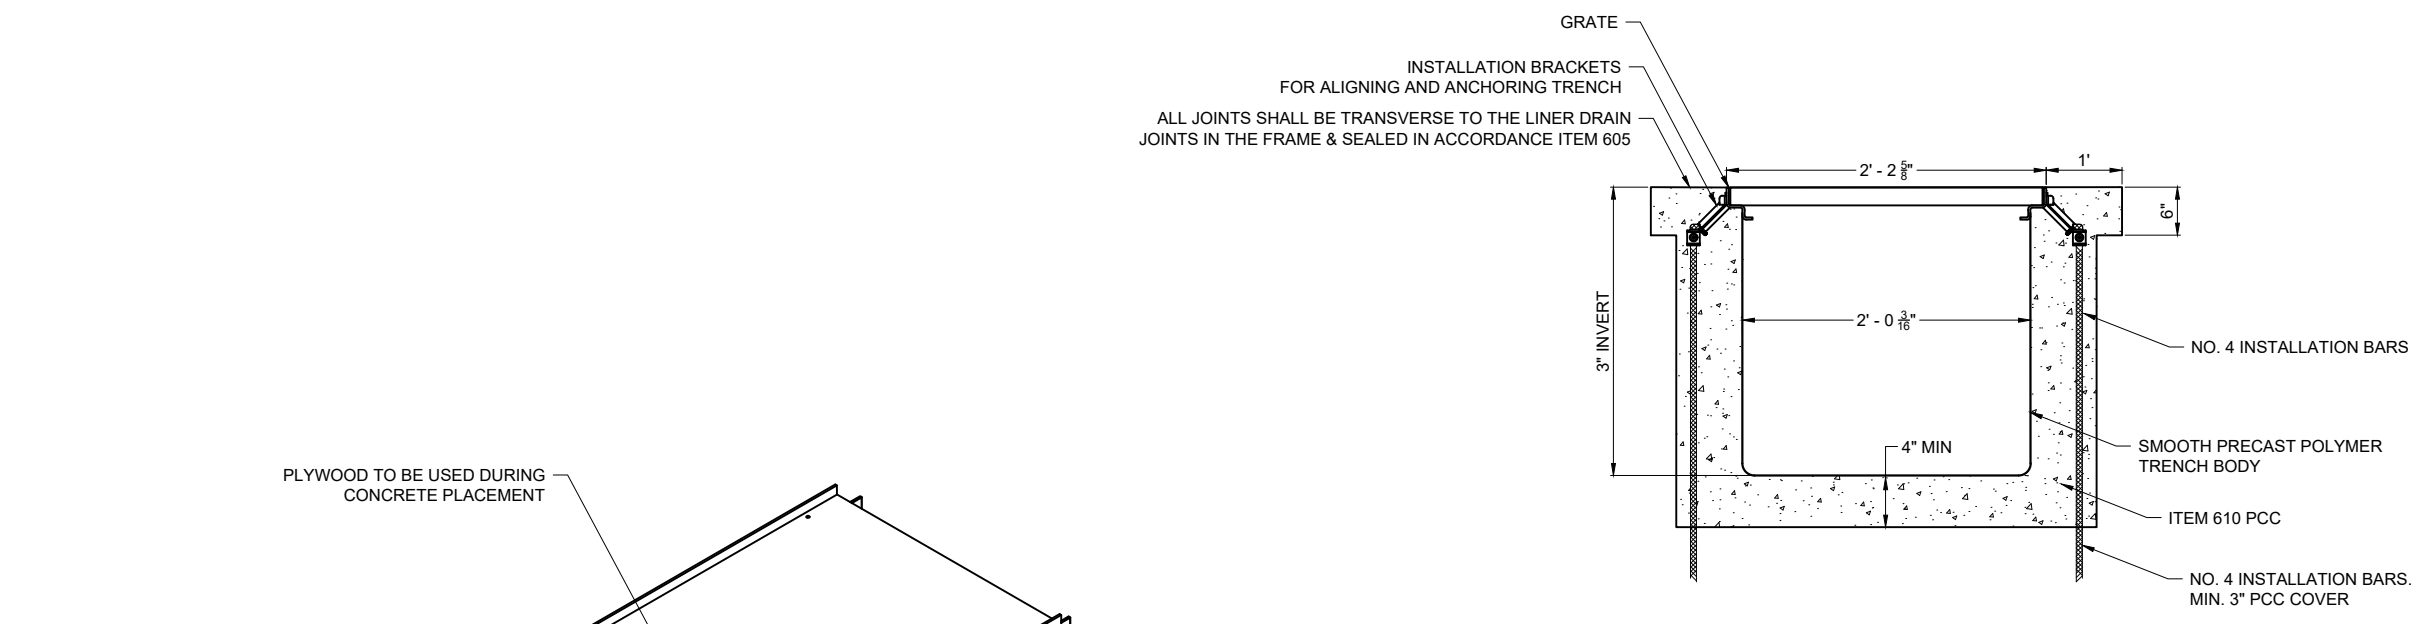 GRATE
INSTALLATION BRACKETS
FOR ALIGNING AND ANCHORING TRENCH
ALL JOINTS SHALL BE TRANSVERSE TO THE LINER DRAIN
JOINTS IN THE FRAME & SEALED IN ACCORDANCE ITEM 605
2' - 2 5/8"
1'
6"
3" INVERT
2' - 0 3/16"
NO. 4 INSTALLATION BARS
4" MIN
SMOOTH PRECAST POLYMER
TRENCH BODY
PLYWOOD TO BE USED DURING
CONCRETE PLACEMENT
ITEM 610 PCC
NO. 4 INSTALLATION BARS.
MIN. 3" PCC COVER